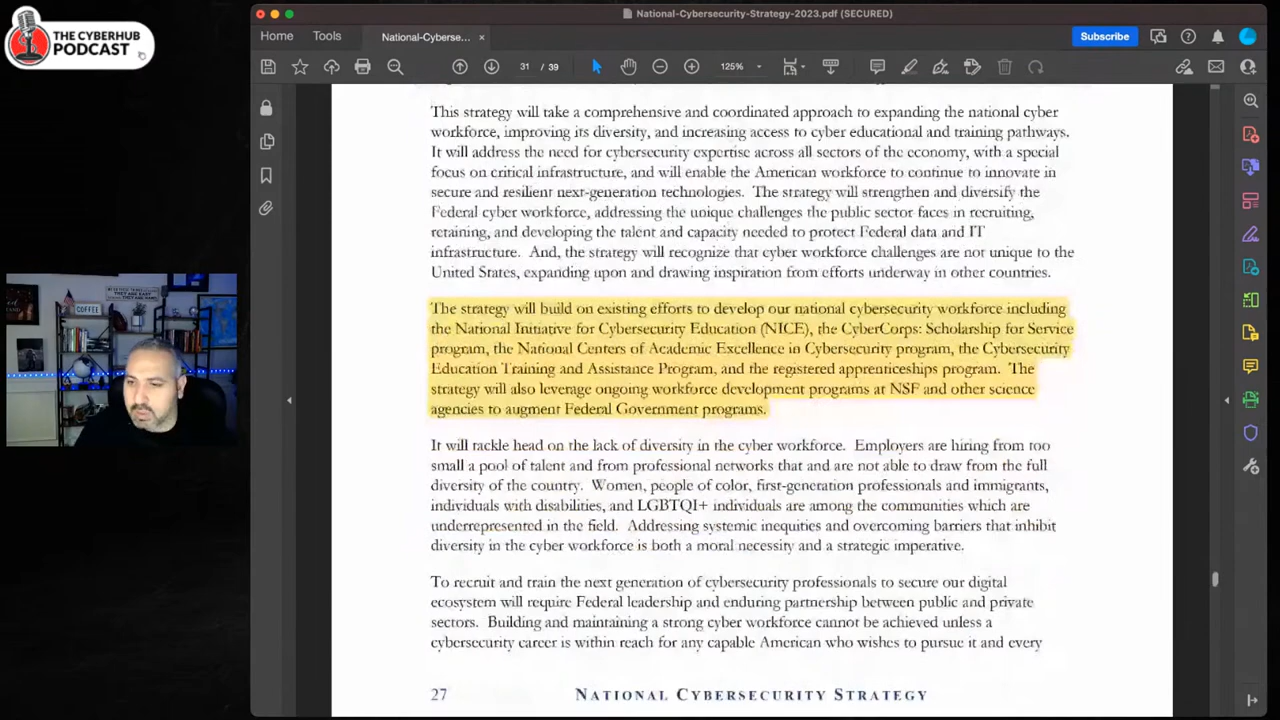 THE CYBERHUB
PODCAST
National-Cybersecurity-Strategy-2023.pdf (SECURED)
Home
Tools
National-Cyberse...
Subscribe
31 / 39
125%
This strategy will take a comprehensive and coordinated approach to expanding the national cyber
workforce, improving its diversity, and increasing access to cyber educational and training pathways.
It will address the need for cybersecurity expertise across all sectors of the economy, with a special
focus on critical infrastructure, and will enable the American workforce to continue to innovate in
secure and resilient next-generation technologies. The strategy will strengthen and diversify the
Federal cyber workforce, addressing the unique challenges the public sector faces in recruiting,
retaining, and developing the talent and capacity needed to protect Federal data and IT
infrastructure. And, the strategy will recognize that cyber workforce challenges are not unique to the
United States, expanding upon and drawing inspiration from efforts underway in other countries.
The strategy will build on existing efforts to develop our national cybersecurity workforce including
the National Initiative for Cybersecurity Education (NICE), the CyberCorps: Scholarship for Service
program, the National Centers of Academic Excellence in Cybersecurity program, the Cybersecurity
Education Training and Assistance Program, and the registered apprenticeships program. The
strategy will also leverage ongoing workforce development programs at NSF and other science
agencies to augment Federal Government programs.
It will tackle head on the lack of diversity in the cyber workforce. Employers are hiring from too
small a pool of talent and from professional networks that and are not able to draw from the full
diversity of the country. Women, people of color, first-generation professionals and immigrants,
individuals with disabilities, and LGBTQI+ individuals are among the communities which are
underrepresented in the field. Addressing systemic inequities and overcoming barriers that inhibit
diversity in the cyber workforce is both a moral necessity and a strategic imperative.
To recruit and train the next generation of cybersecurity professionals to secure our digital
ecosystem will require Federal leadership and enduring partnership between public and private
sectors. Building and maintaining a strong cyber workforce cannot be achieved unless a
cybersecurity career is within reach for any capable American who wishes to pursue it and every
27
NATIONAL CYBERSECURITY STRATEGY
COFFEE